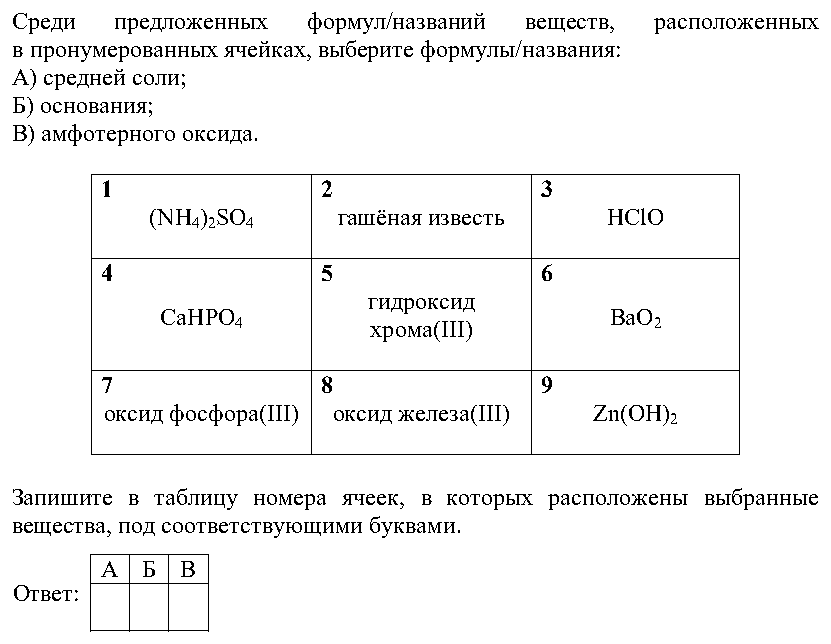 Среди предложенных формул/названий веществ, расположенных
в пронумерованных ячейках, выберите формулы/названия:
А) средней соли;
Б) основания;
В) амфотерного оксида.
1
(NH₄)₂SO₄
2
гашёная известь
3
HClO
4
CaHPO₄
5
гидроксид
хрома(III)
6
BaO₂
7
оксид фосфора(III)
8
оксид железа(III)
9
Zn(OH)₂
Запишите в таблицу номера ячеек, в которых расположены выбранные
вещества, под соответствующими буквами.
Ответ:
А Б В